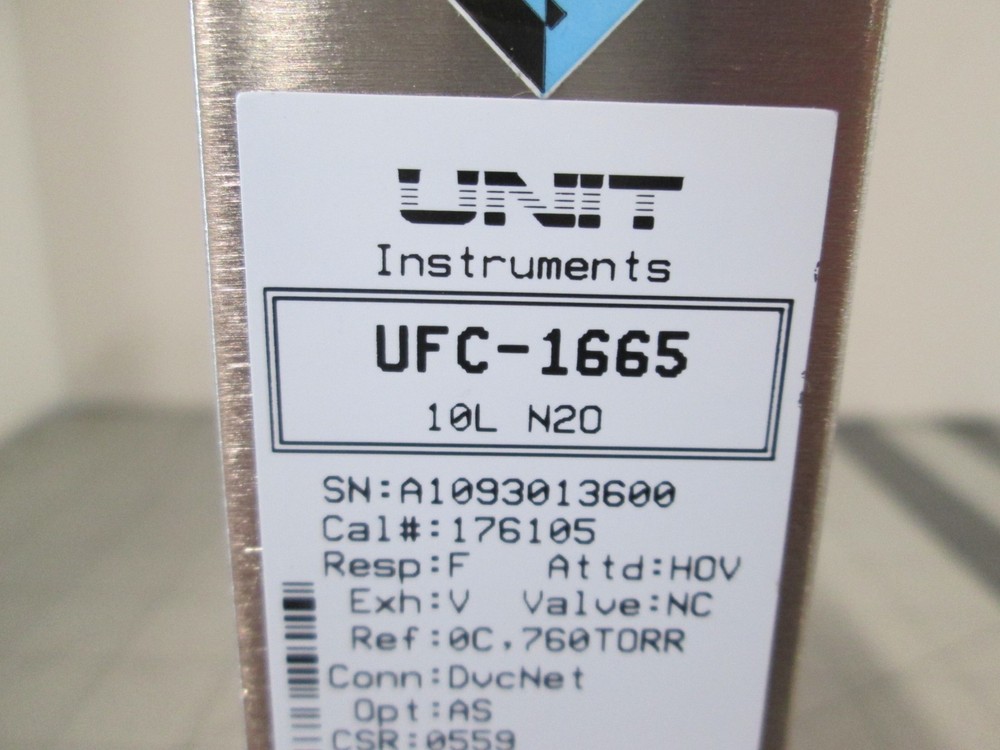 UNIT
Instruments
UFC-1665
10L N2O
SN:A1093013600
Cal#:176105
Resp:F Attd:HOV
Exh:V Valve:NC
Ref:0C,760TORR
Conn:DvcNet
Opt:AS
CSR:0559